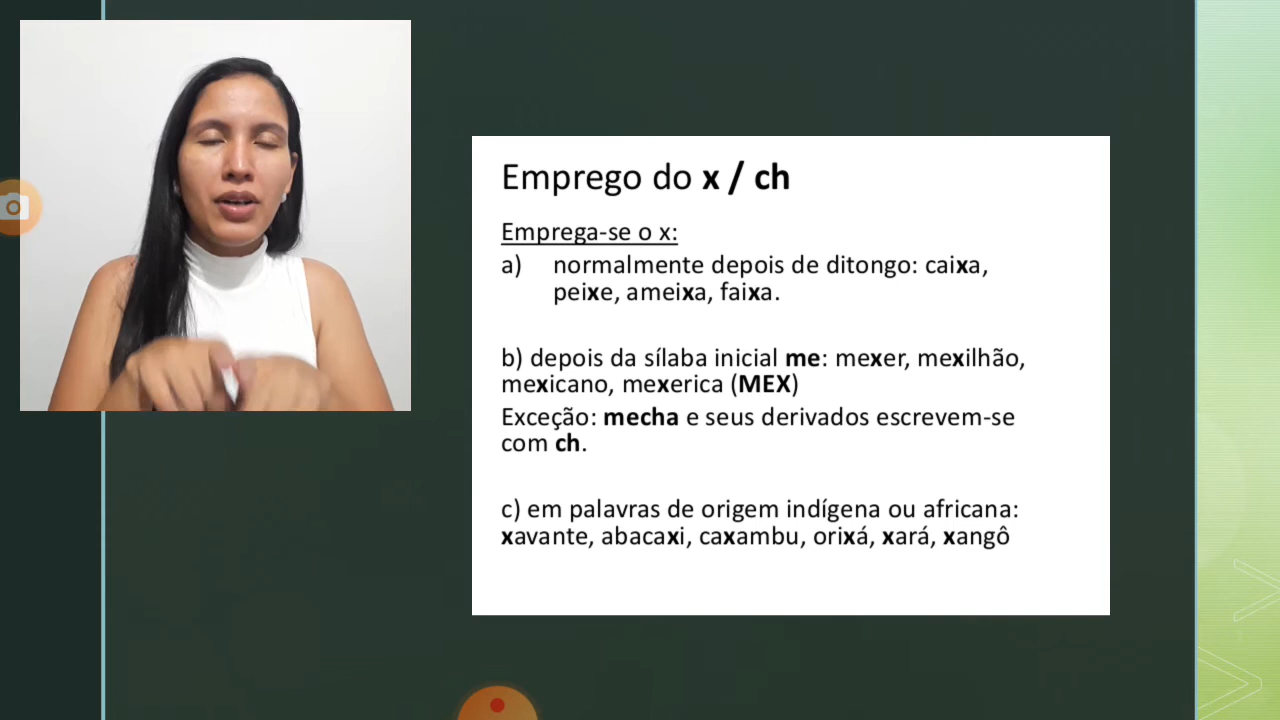 Emprego do x / ch
Emprega-se o x:
a) normalmente depois de ditongo: caixa,
peixe, ameixa, faixa.
b) depois da sílaba inicial me: mexer, mexilhão,
mexicano, mexerica (MEX)
Exceção: mecha e seus derivados escrevem-se
com ch.
c) em palavras de origem indígena ou africana:
xavante, abacaxi, caxambu, orixá, xará, xangô